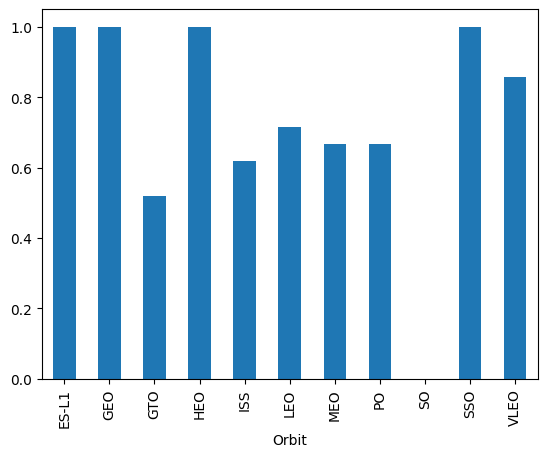 1.0
0.8
0.6
0.4
0.2
0.0
ES-L1
GEO
GTO
HEO
ISS
LEO
MEO
PO
SO
SSO
VLEO
Orbit